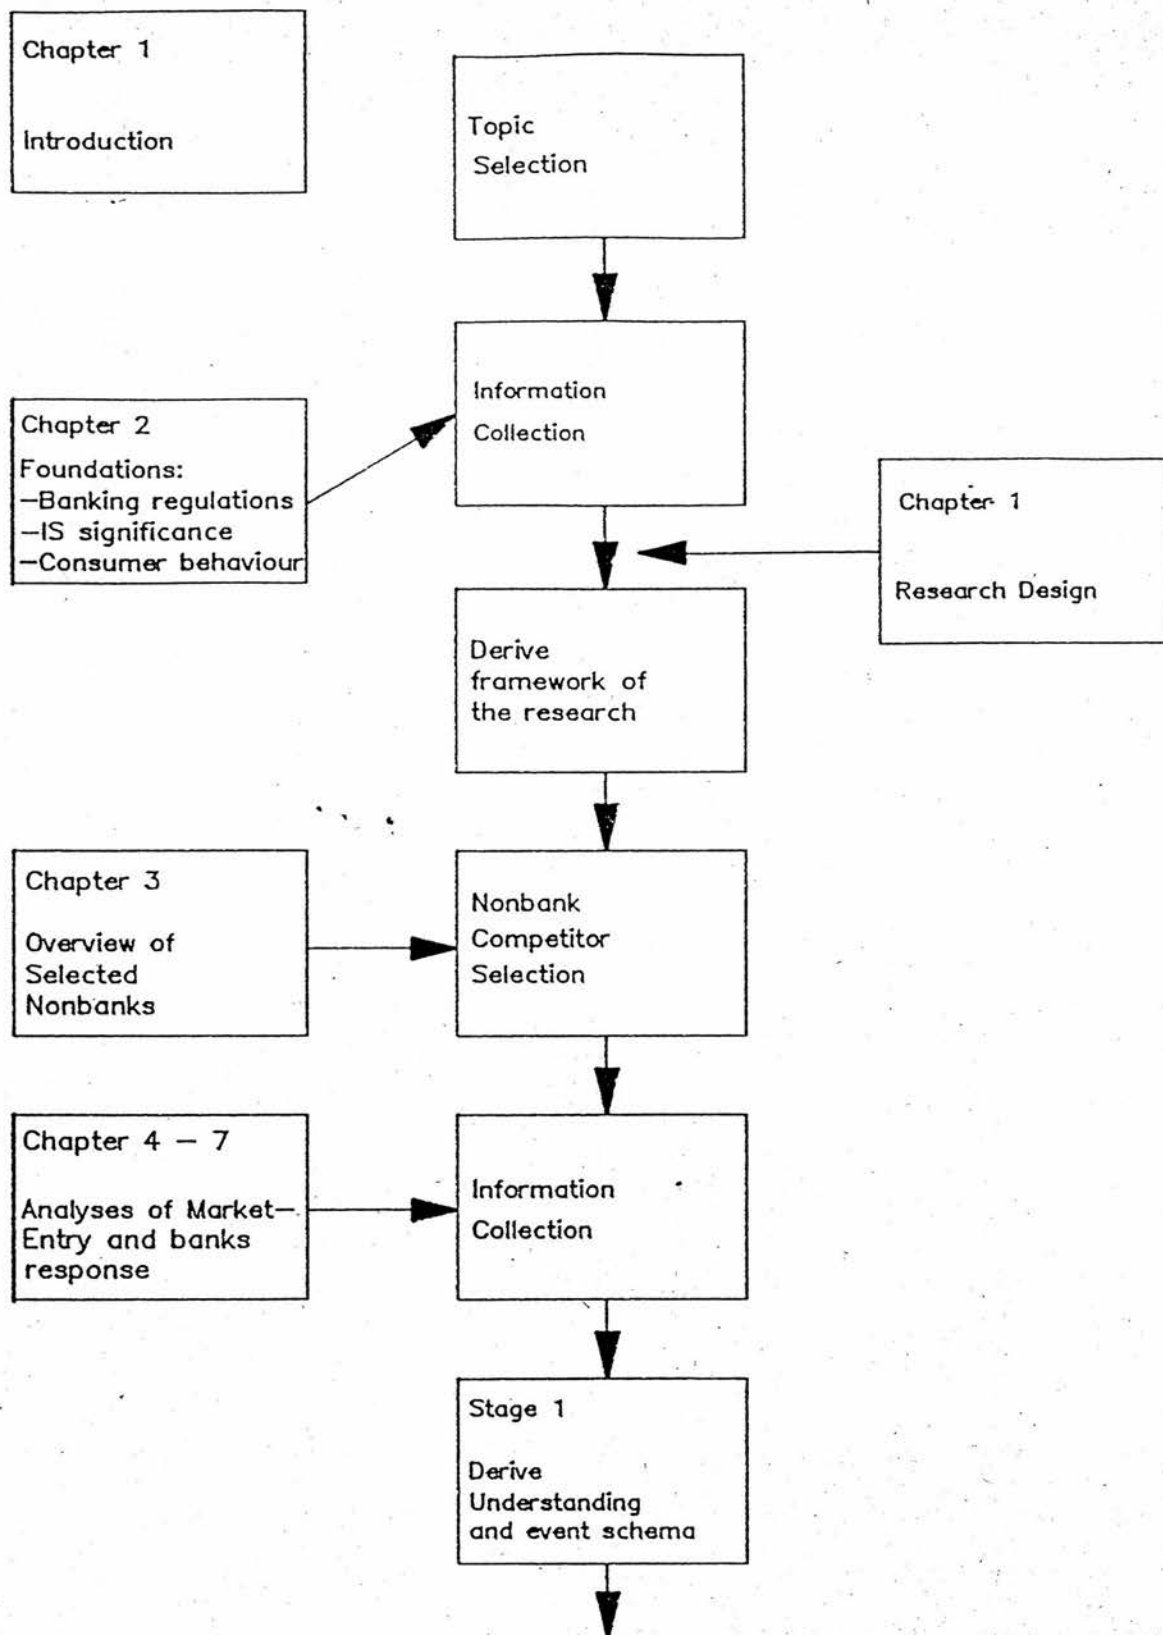 Chapter 1
Introduction
Topic
Selection
Information
Collection
Chapter 2
Foundations:
—Banking regulations
—IS significance
—Consumer behaviour
Chapter 1
Research Design
Derive
framework of
the research
Chapter 3
Overview of
Selected
Nonbanks
Nonbank
Competitor
Selection
Chapter 4 — 7
Analyses of Market—
Entry and banks
response
Information
Collection
Stage 1
Derive
Understanding
and event schema